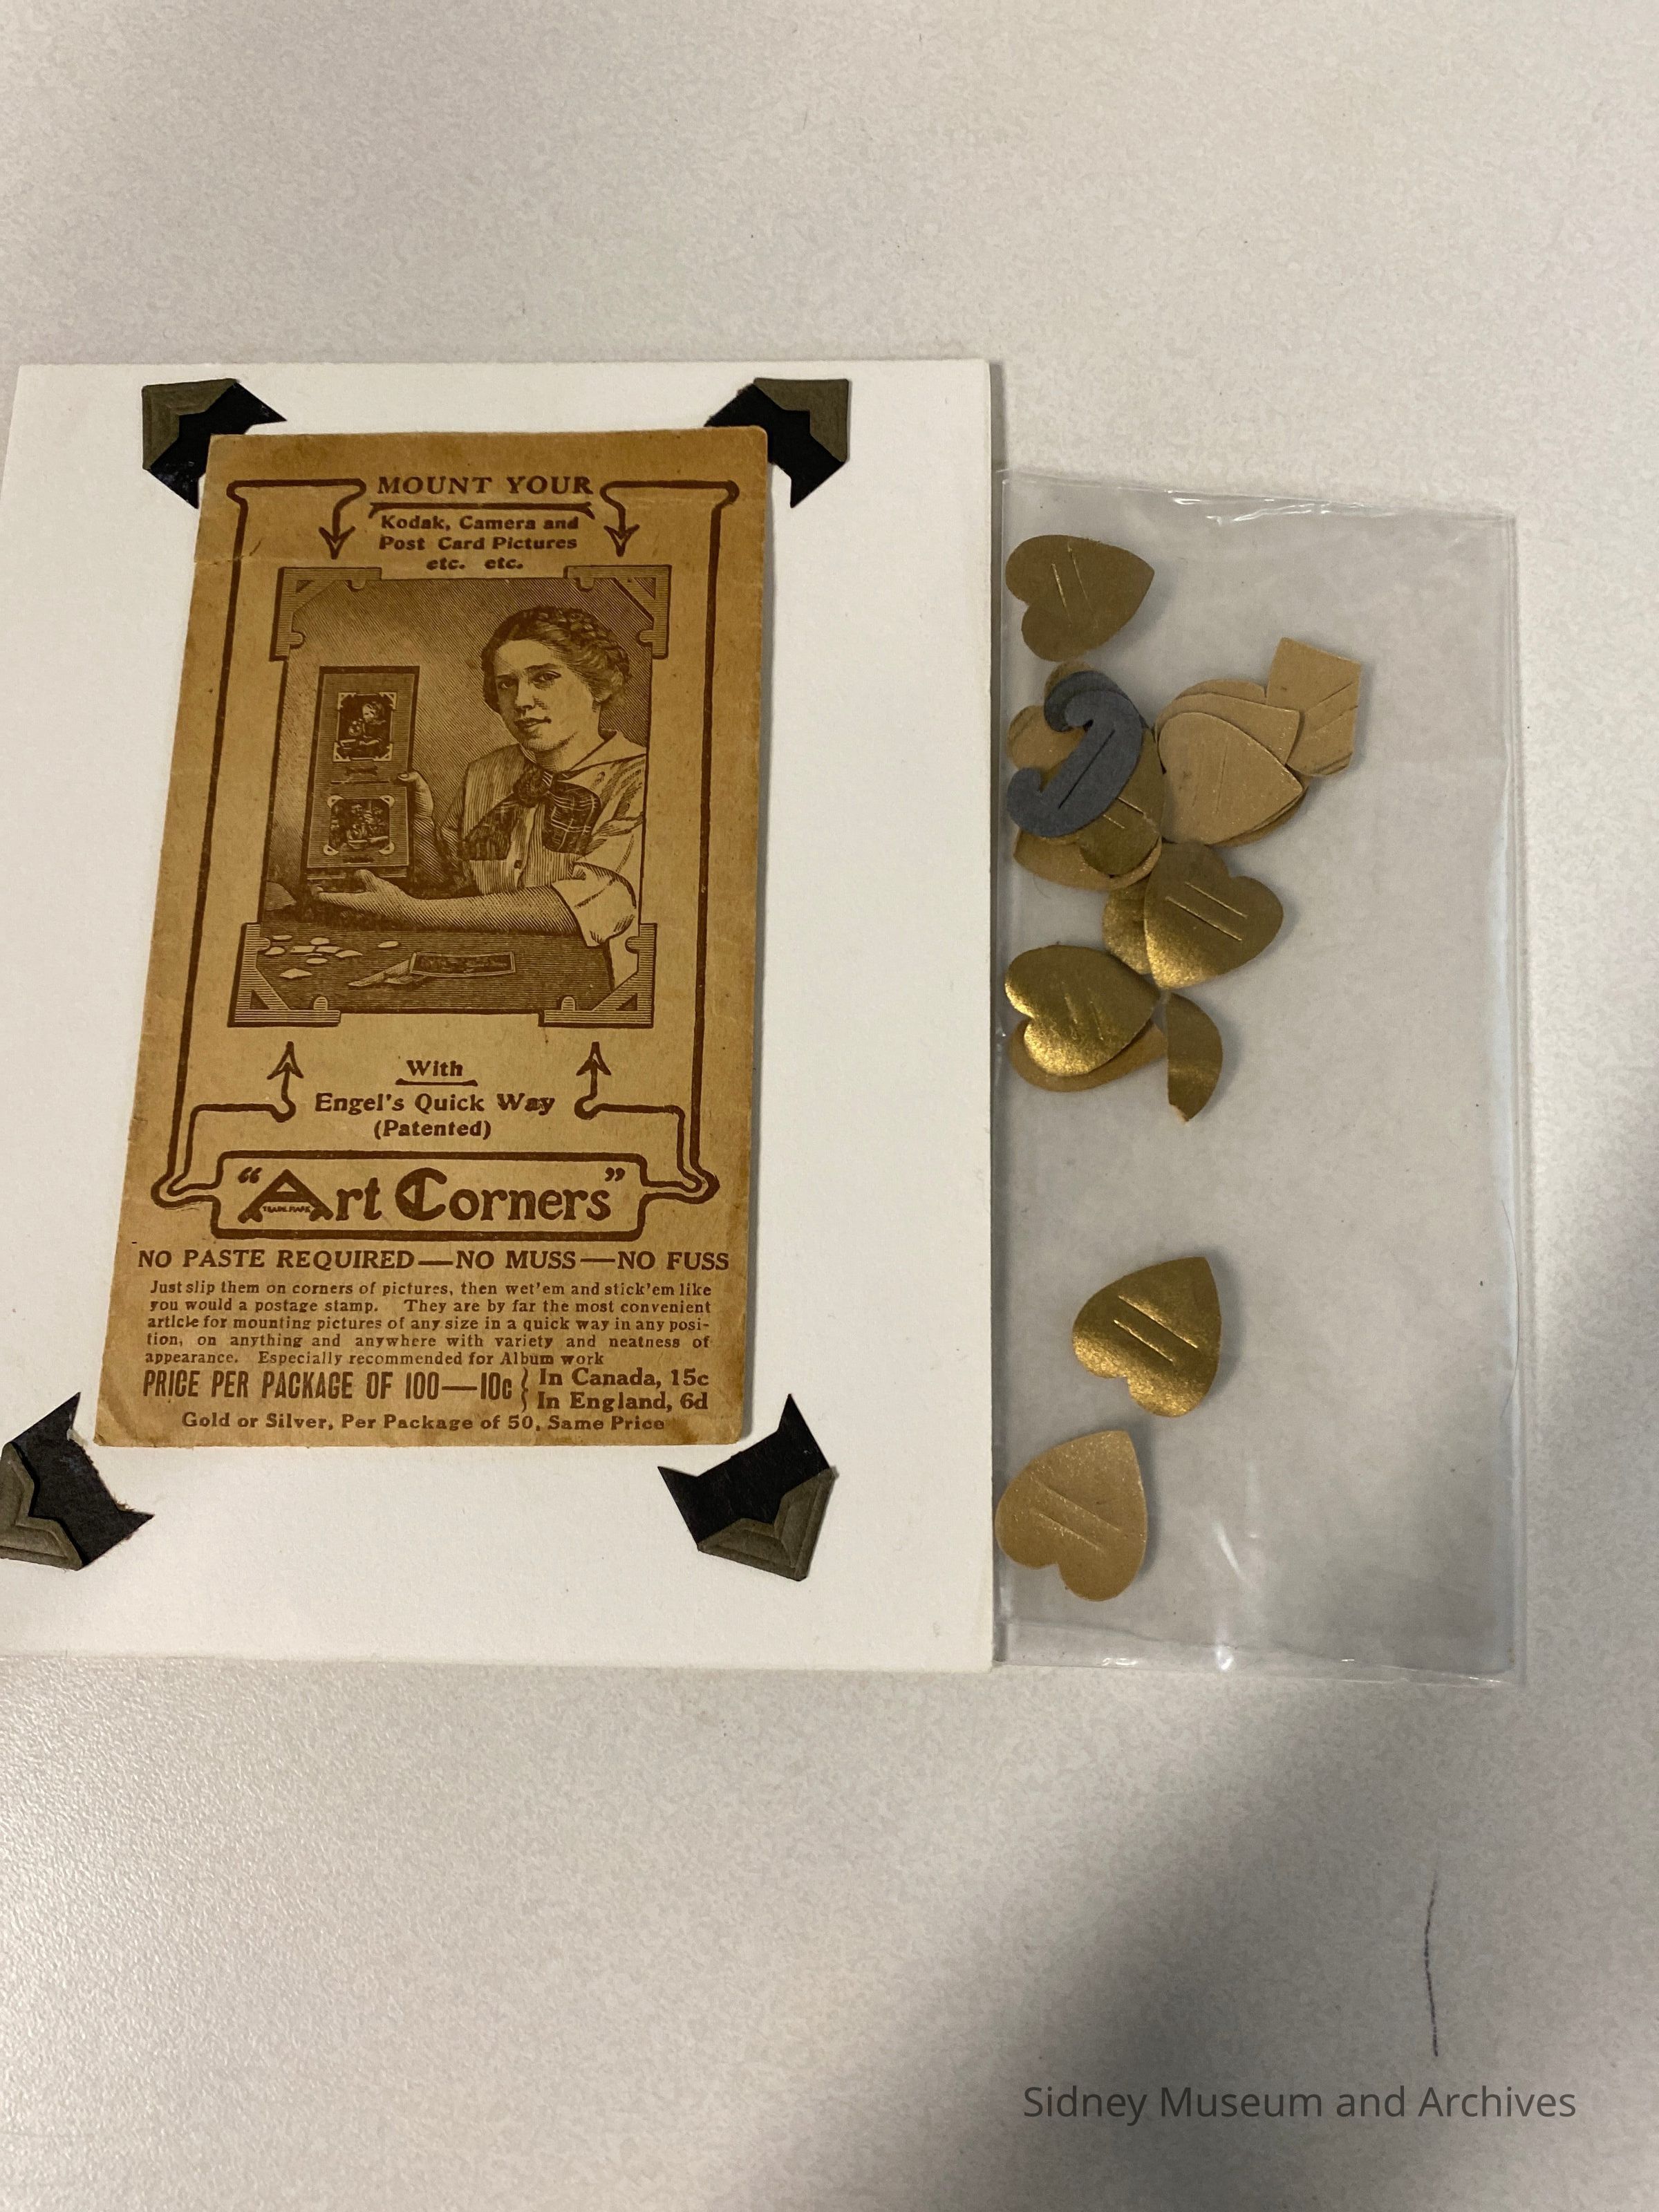 MOUNT YOUR
Kodak, Camera and
Post Card Pictures
etc. etc.
With
Engel's Quick Way
(Patented)
"Art Corners"
TRADE MARK
NO PASTE REQUIRED—NO MUSS—NO FUSS
Just slip them on corners of pictures, then wet'em and stick'em like
you would a postage stamp. They are by far the most convenient
article for mounting pictures of any size in a quick way in any posi-
tion, on anything and anywhere with variety and neatness of
appearance. Especially recommended for Album work
PRICE PER PACKAGE OF 100—10c { In Canada, 15c
In England, 6d
Gold or Silver, Per Package of 50, Same Price
Sidney Museum and Archives